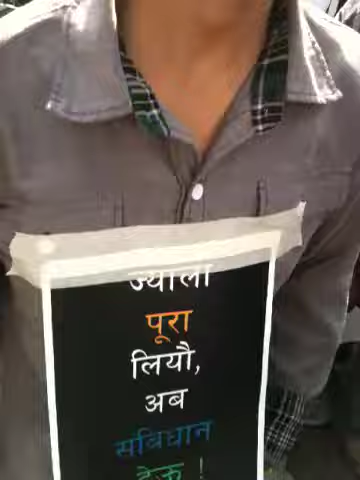 ज्याला
पूरा
लियौ,
अब
संबिधान
देऊ !